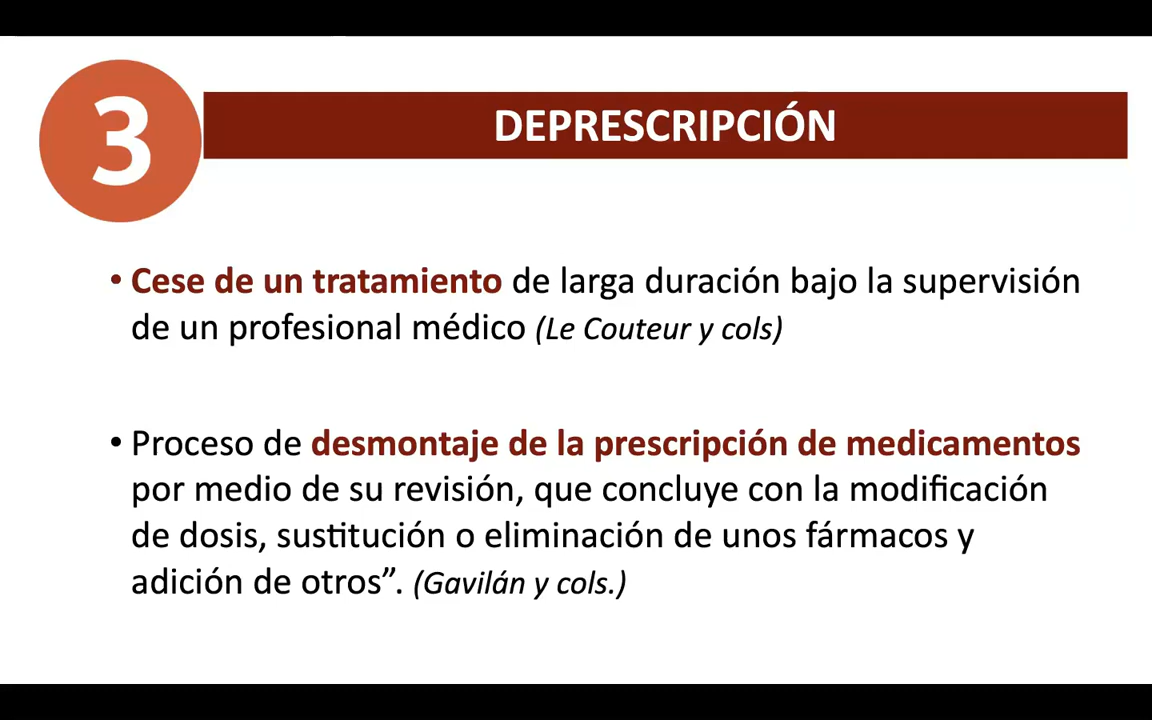 3
DEPRESCRIPCIÓN
• Cese de un tratamiento de larga duración bajo la supervisión
de un profesional médico (Le Couteur y cols)
• Proceso de desmontaje de la prescripción de medicamentos
por medio de su revisión, que concluye con la modificación
de dosis, sustitución o eliminación de unos fármacos y
adición de otros”. (Gavilán y cols.)